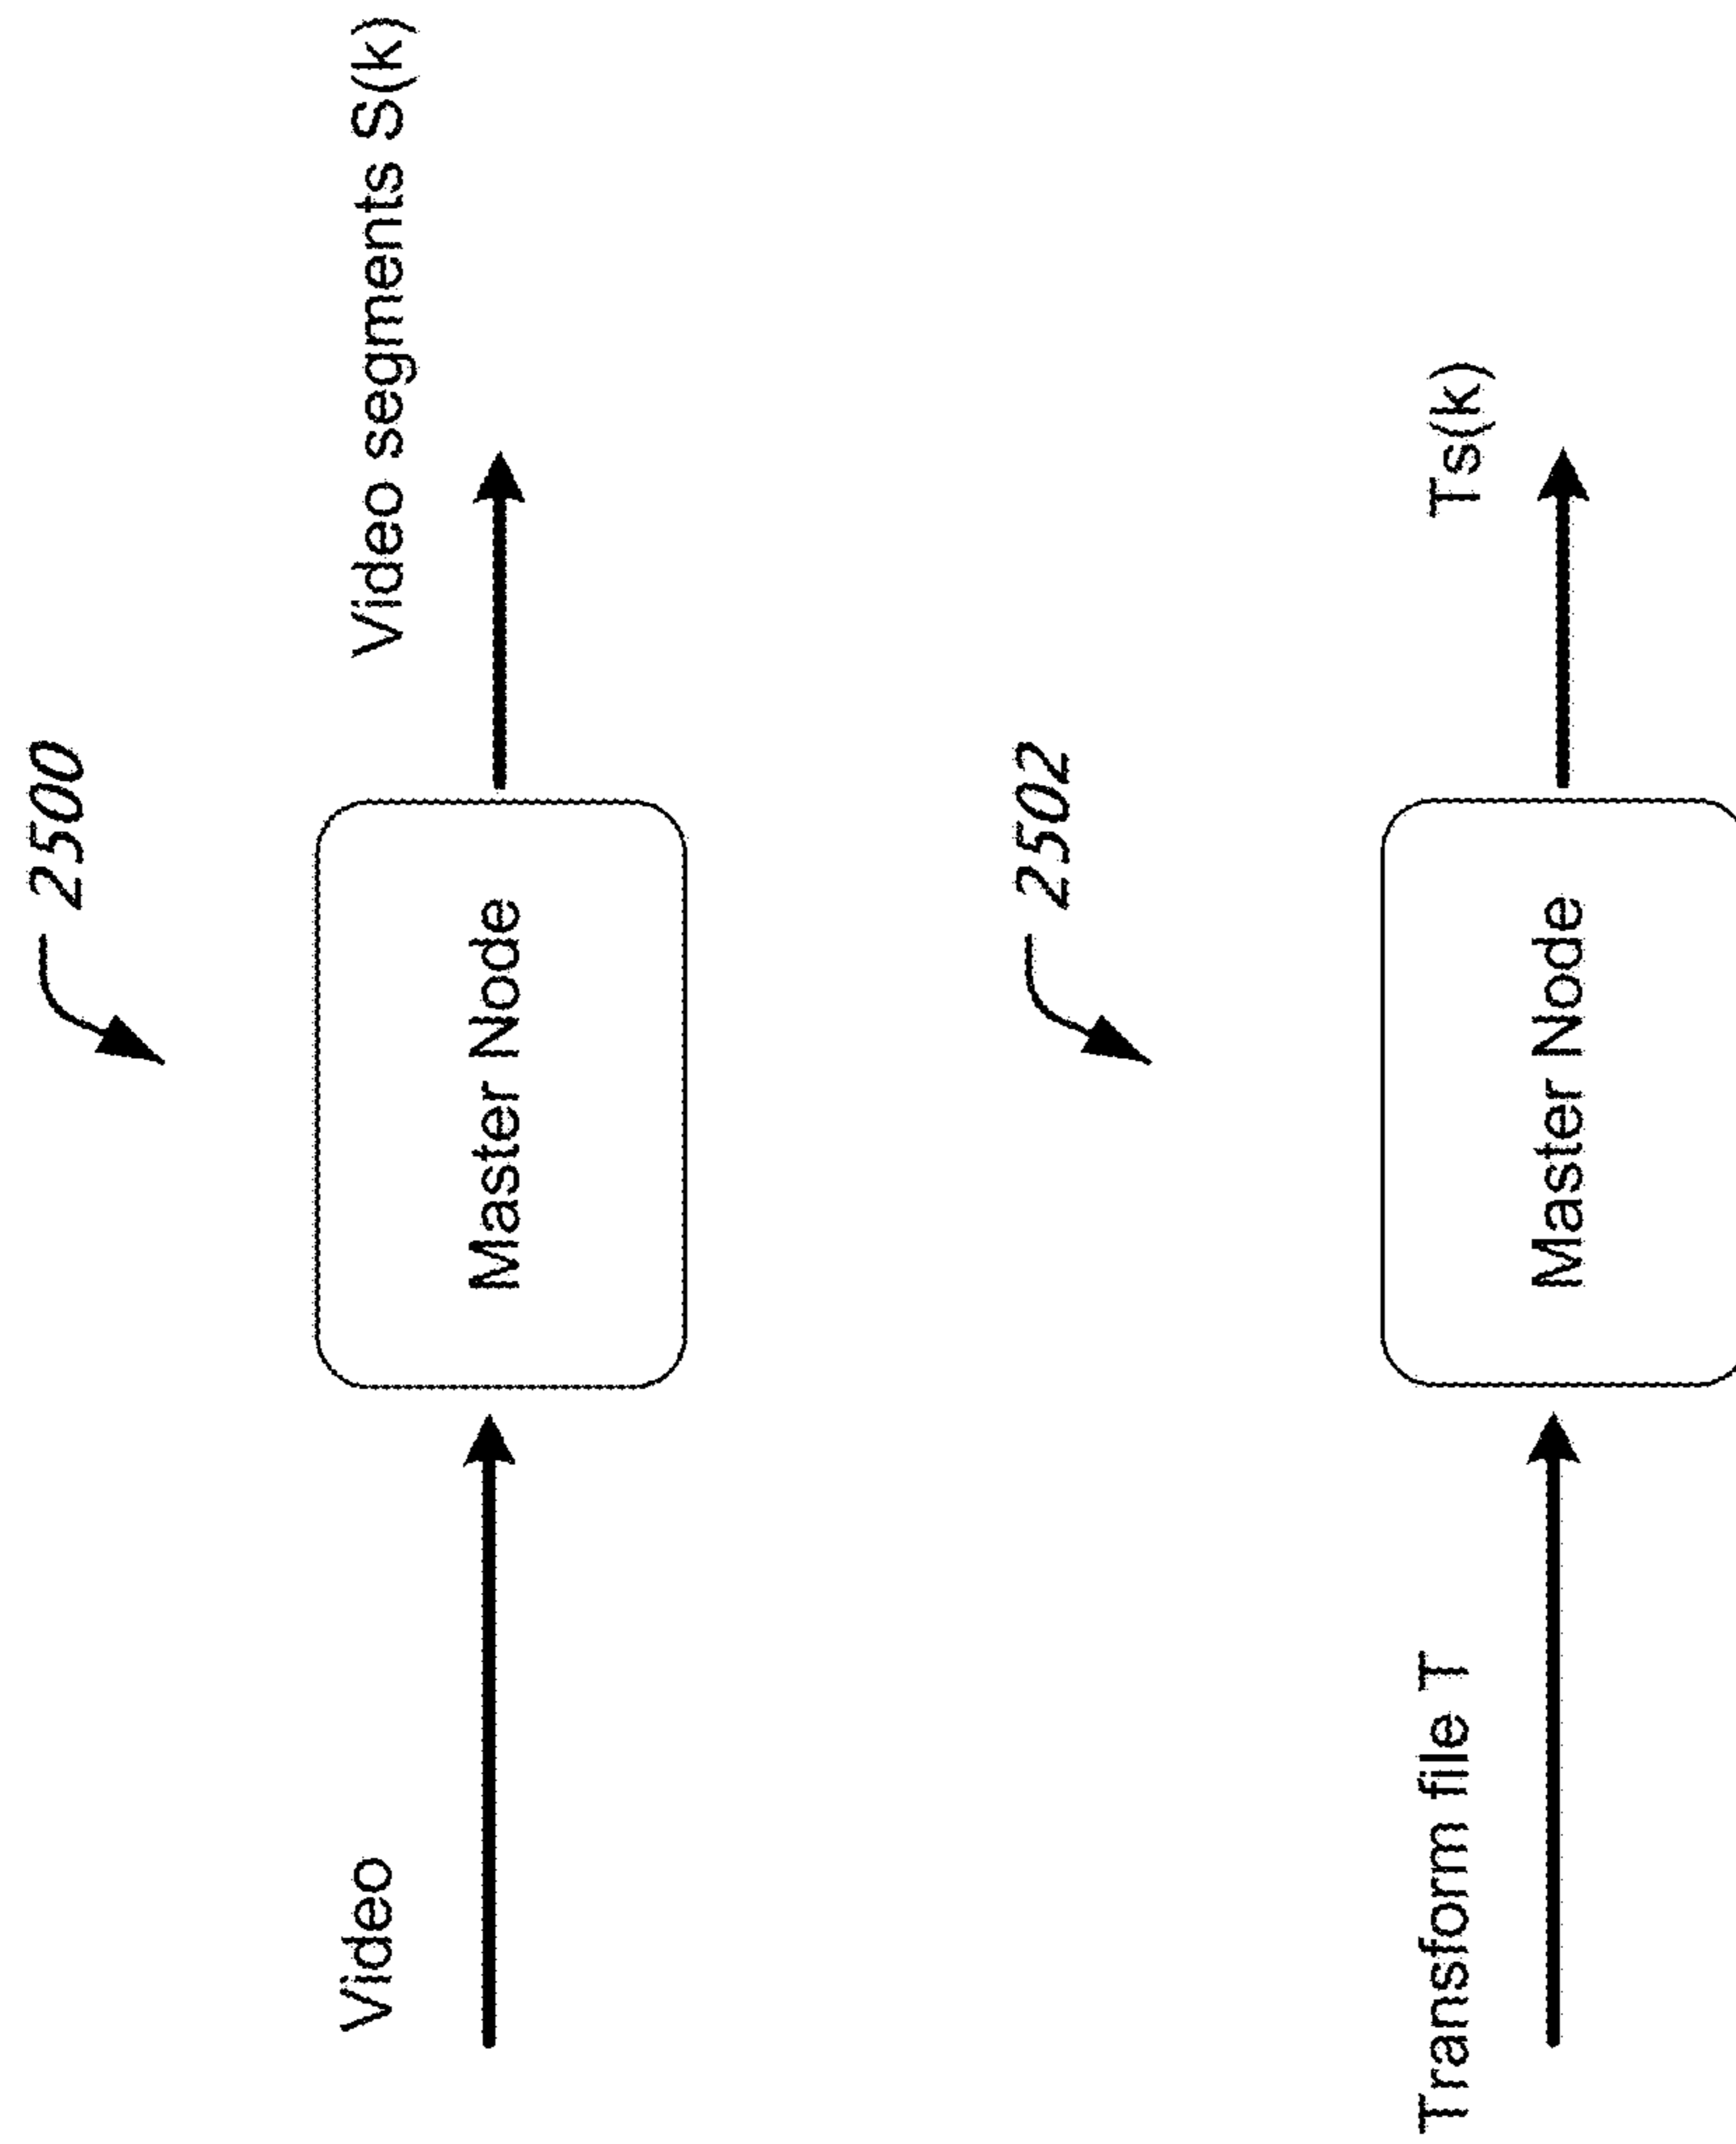 2500
Video
Master Node
Video segments S(k)
2502
Transform file T
Master Node
Ts(k)